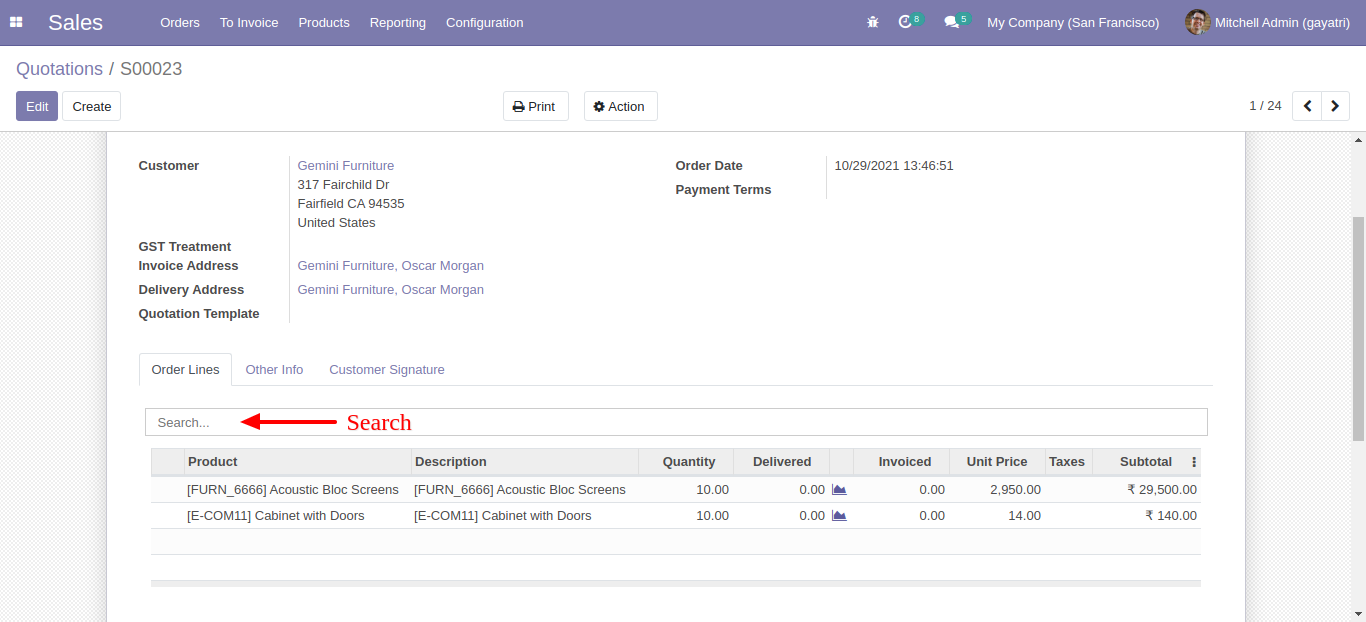 Sales Orders To Invoice Products Reporting Configuration 8 5 My Company (San Francisco) Mitchell Admin (gayatri)
Quotations / S00023
Edit Create Print Action 1 / 24
Customer Gemini Furniture Order Date 10/29/2021 13:46:51
317 Fairchild Dr Payment Terms
Fairfield CA 94535
United States
GST Treatment
Invoice Address Gemini Furniture, Oscar Morgan
Delivery Address Gemini Furniture, Oscar Morgan
Quotation Template
Order Lines Other Info Customer Signature
Search... Search
Product Description Quantity Delivered Invoiced Unit Price Taxes Subtotal
[FURN_6666] Acoustic Bloc Screens [FURN_6666] Acoustic Bloc Screens 10.00 0.00 0.00 2,950.00 ₹ 29,500.00
[E-COM11] Cabinet with Doors [E-COM11] Cabinet with Doors 10.00 0.00 0.00 14.00 ₹ 140.00